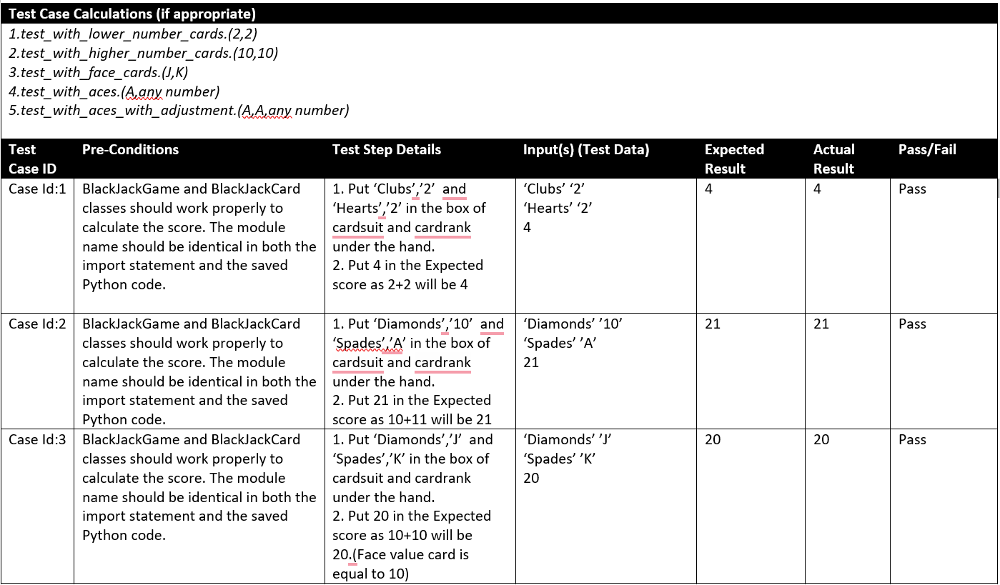 Test Case Calculations (if appropriate)
1.test_with_lower_number_cards.(2,2)
2.test_with_higher_number_cards.(10,10)
3.test_with_face_cards.(J,K)
4.test_with_aces.(A,any number)
5.test_with_aces_with_adjustment.(A,A,any number)
Test
Case ID
Pre-Conditions
Test Step Details
Input(s) (Test Data)
Expected
Result
Actual
Result
Pass/Fail
Case Id:1
BlackJackGame and BlackJackCard
classes should work properly to
calculate the score. The module
name should be identical in both the
import statement and the saved
Python code.
1. Put ‘Clubs’,’2’  and
‘Hearts’,’2’ in the box of
cardsuit and cardrank
under the hand.
2. Put 4 in the Expected
score as 2+2 will be 4
‘Clubs’ ‘2’
‘Hearts’ ‘2’
4
4
4
Pass
Case Id:2
BlackJackGame and BlackJackCard
classes should work properly to
calculate the score. The module
name should be identical in both the
import statement and the saved
Python code.
1. Put ‘Diamonds’,’10’  and
‘Spades’,’A’ in the box of
cardsuit and cardrank
under the hand.
2. Put 21 in the Expected
score as 10+11 will be 21
‘Diamonds’ ’10’
‘Spades’ ’A’
21
21
21
Pass
Case Id:3
BlackJackGame and BlackJackCard
classes should work properly to
calculate the score. The module
name should be identical in both the
import statement and the saved
Python code.
1. Put ‘Diamonds’,’J’  and
‘Spades’,’K’ in the box of
cardsuit and cardrank
under the hand.
2. Put 20 in the Expected
score as 10+10 will be
20.(Face value card is
equal to 10)
‘Diamonds’ ’J’
‘Spades’ ’K’
20
20
20
Pass